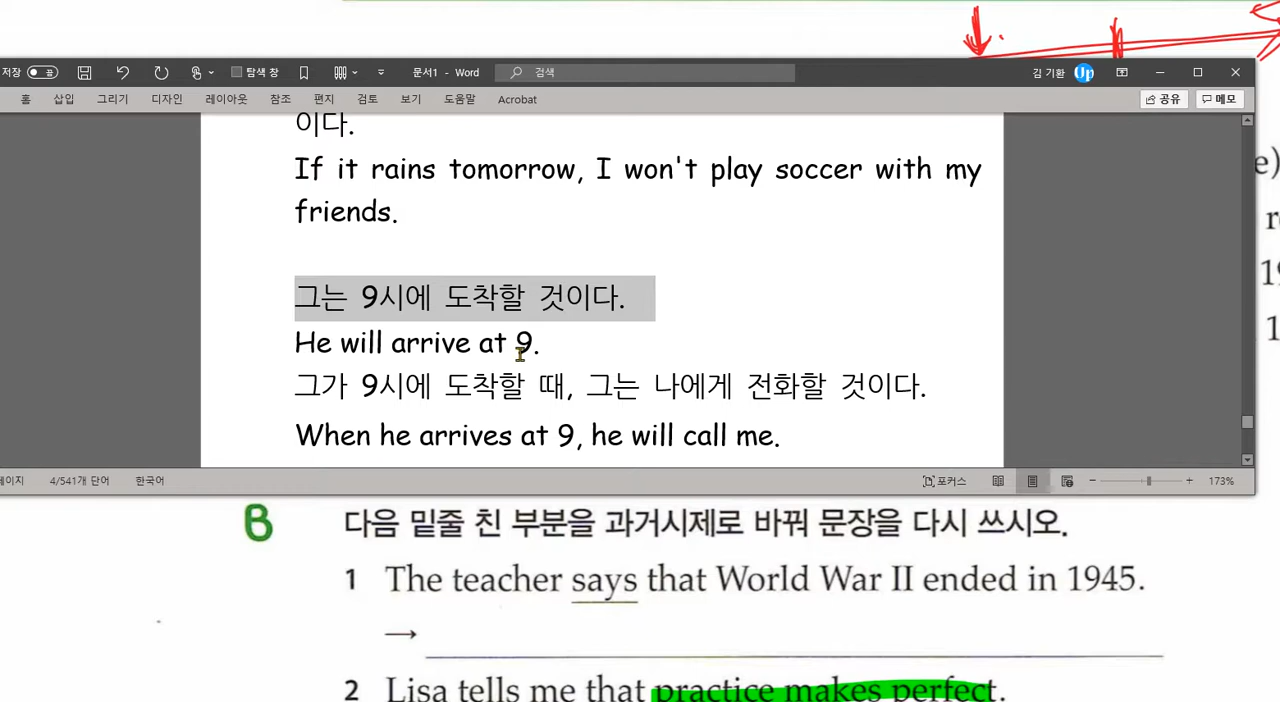 저장
탐색 창
문서1 - Word
검색
김 기환
홈 삽입 그리기 디자인 레이아웃 참조 편지 검토 보기 도움말 Acrobat
공유 메모
이다.
If it rains tomorrow, I won't play soccer with my
friends.
그는 9시에 도착할 것이다.
He will arrive at 9.
그가 9시에 도착할 때, 그는 나에게 전화할 것이다.
When he arrives at 9, he will call me.
4/541개 단어 한국어 포커스 173%
B 다음 밑줄 친 부분을 과거시제로 바꿔 문장을 다시 쓰시오.
1 The teacher says that World War II ended in 1945.
→
2 Lisa tells me that practice makes perfect.